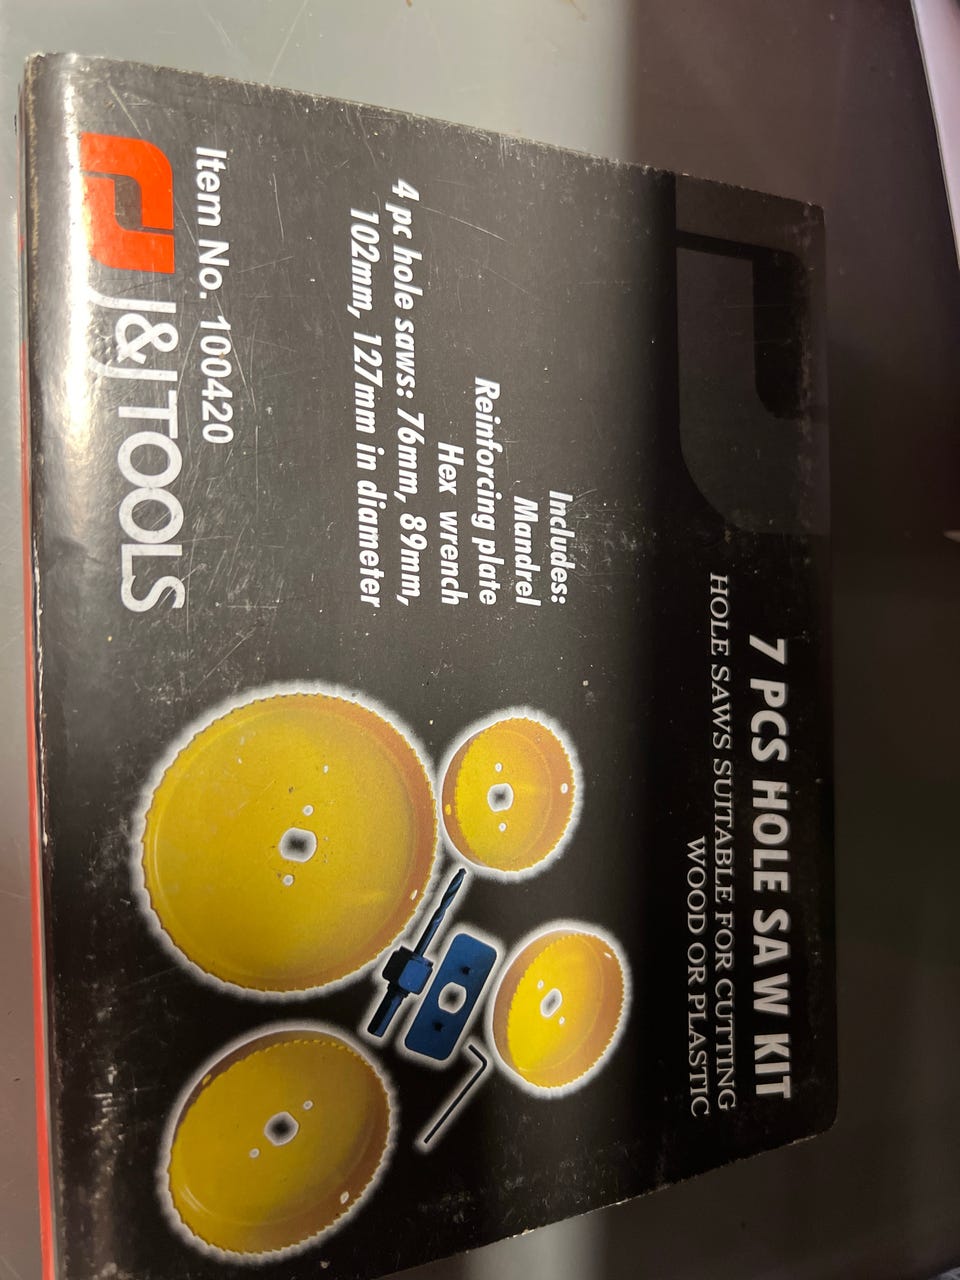 7 PCS HOLE SAW KIT
HOLE SAWS SUITABLE FOR CUTTING
WOOD OR PLASTIC
Includes:
Mandrel
Reinforcing plate
Hex wrench
4 pc hole saws: 76mm, 89mm,
102mm, 127mm in diameter
Item No. 100420
J&J TOOLS